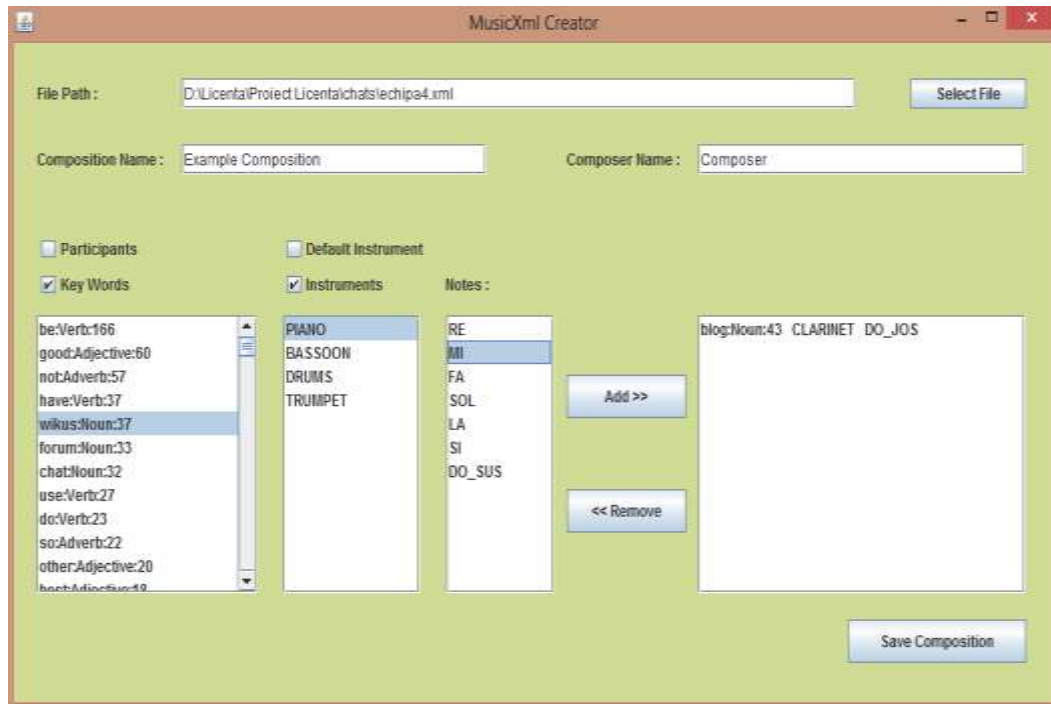 MusicXml Creator
File Path :
D:\Licenta\Proiect Licenta\chats\echipa4.xml
Select File
Composition Name :
Example Composition
Composer Name :
Composer
Participants
Default Instrument
Key Words
Instruments
Notes :
be:Verb:166
good:Adjective:60
not:Adverb:57
have:Verb:37
wikus:Noun:37
forum:Noun:33
chat:Noun:32
use:Verb:27
do:Verb:23
so:Adverb:22
other:Adjective:20
best:Adjective:18
PIANO
BASSOON
DRUMS
TRUMPET
RE
MI
FA
SOL
LA
SI
DO_SUS
Add >>
<< Remove
blog:Noun:43 CLARINET DO_JOS
Save Composition